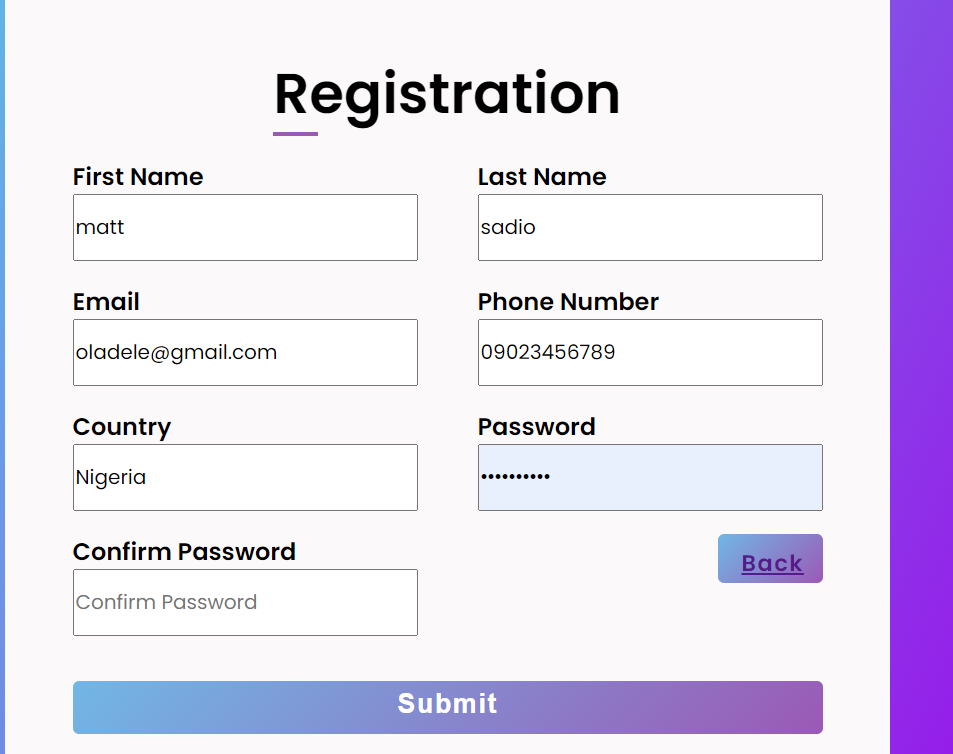 Registration
First Name
Last Name
matt
sadio
Email
Phone Number
oladele@gmail.com
09023456789
Country
Password
Nigeria
••••••••••
Confirm Password
Back
Confirm Password
Submit